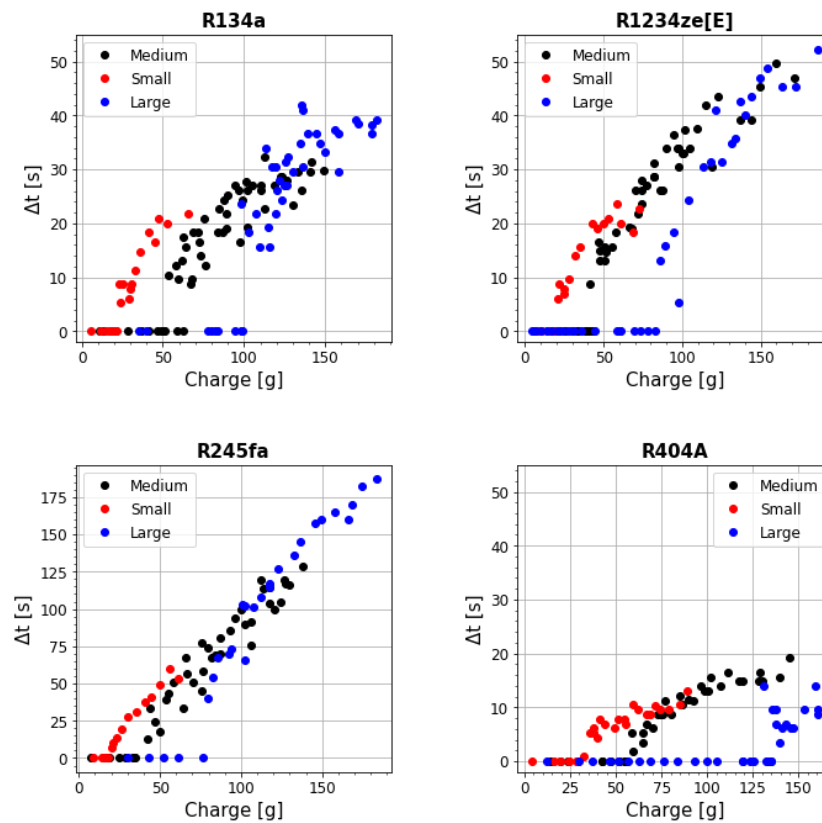 R134a
Medium
Small
Large
Δt [s]
50
40
30
20
10
0
0 50 100 150
Charge [g]
R1234ze[E]
Medium
Small
Large
Δt [s]
50
40
30
20
10
0
0 50 100 150
Charge [g]
R245fa
Medium
Small
Large
Δt [s]
175
150
125
100
75
50
25
0
0 50 100 150
Charge [g]
R404A
Medium
Small
Large
Δt [s]
50
40
30
20
10
0
0 25 50 75 100 125 150
Charge [g]